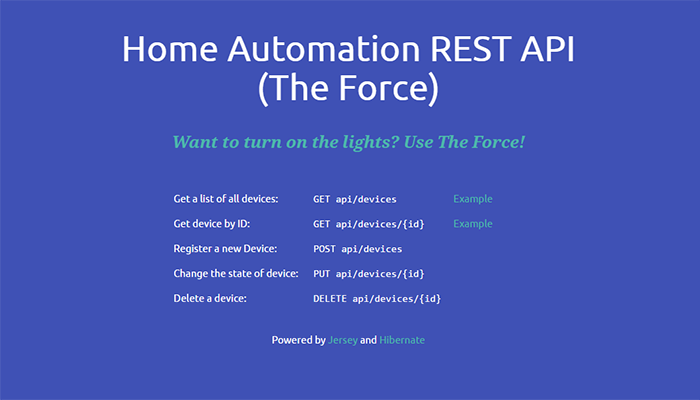 Home Automation REST API
(The Force)
Want to turn on the lights? Use The Force!
Get a list of all devices: GET api/devices Example
Get device by ID: GET api/devices/{id} Example
Register a new Device: POST api/devices
Change the state of device: PUT api/devices/{id}
Delete a device: DELETE api/devices/{id}
Powered by Jersey and Hibernate